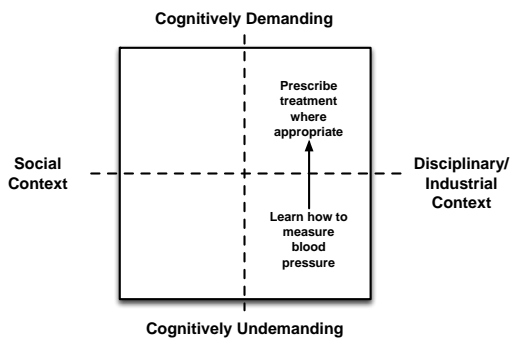 Cognitively Demanding
Prescribe
treatment
where
appropriate
Social
Context
Disciplinary/
Industrial
Context
Learn how to
measure
blood
pressure
Cognitively Undemanding